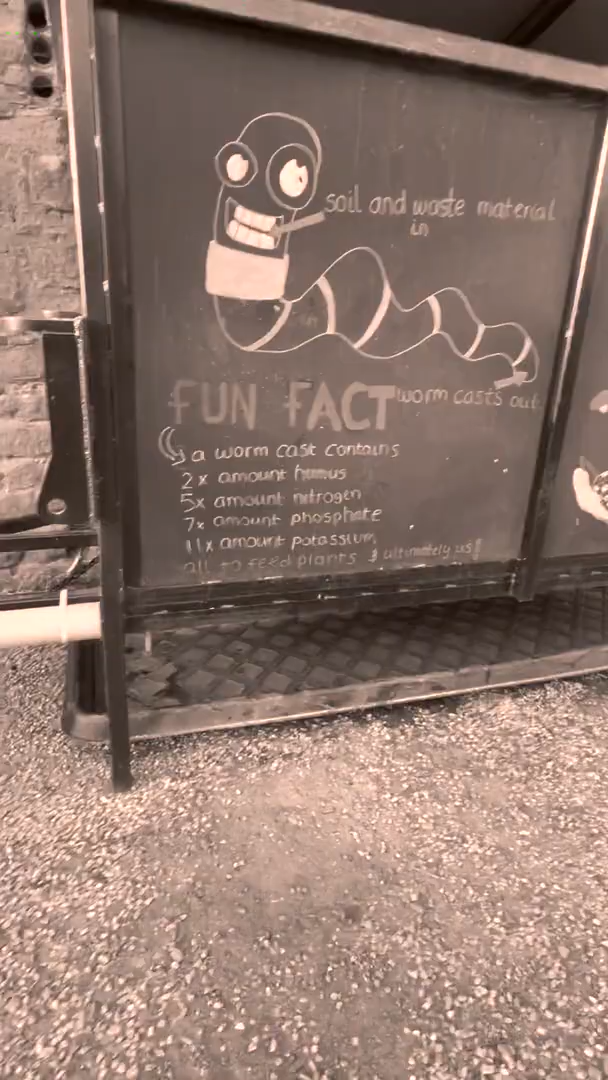 soil and waste material
in
FUN FACT
worm casts out
a worm cast contains
2x amount humus
5x amount nitrogen
7x amount phosphate
11x amount potassium
all to feed plants & ultimately us!